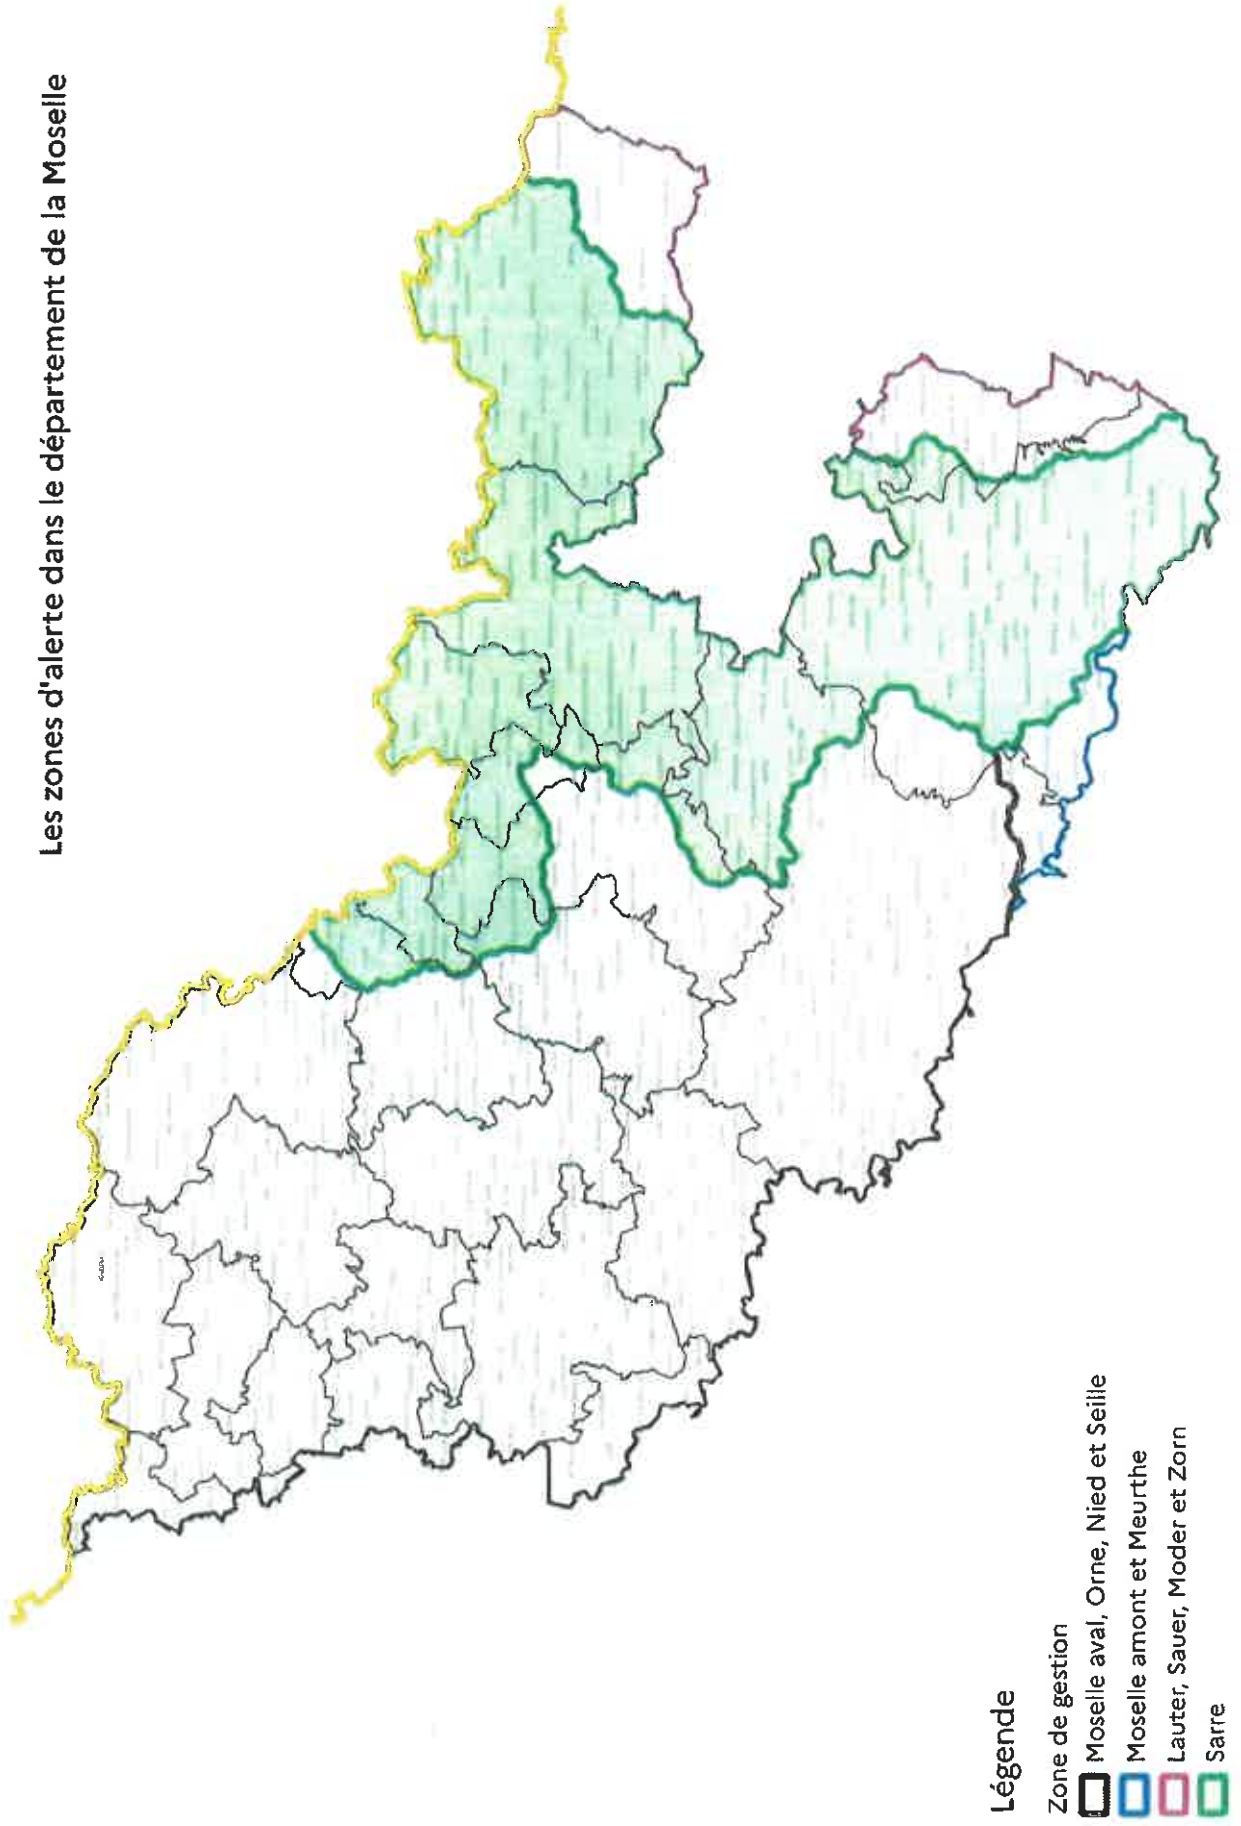 Les zones d'alerte dans le département de la Moselle
Légende
Zone de gestion
Moselle aval, Orne, Nied et Seille
Moselle amont et Meurthe
Lauter, Sauer, Moder et Zorn
Sarre